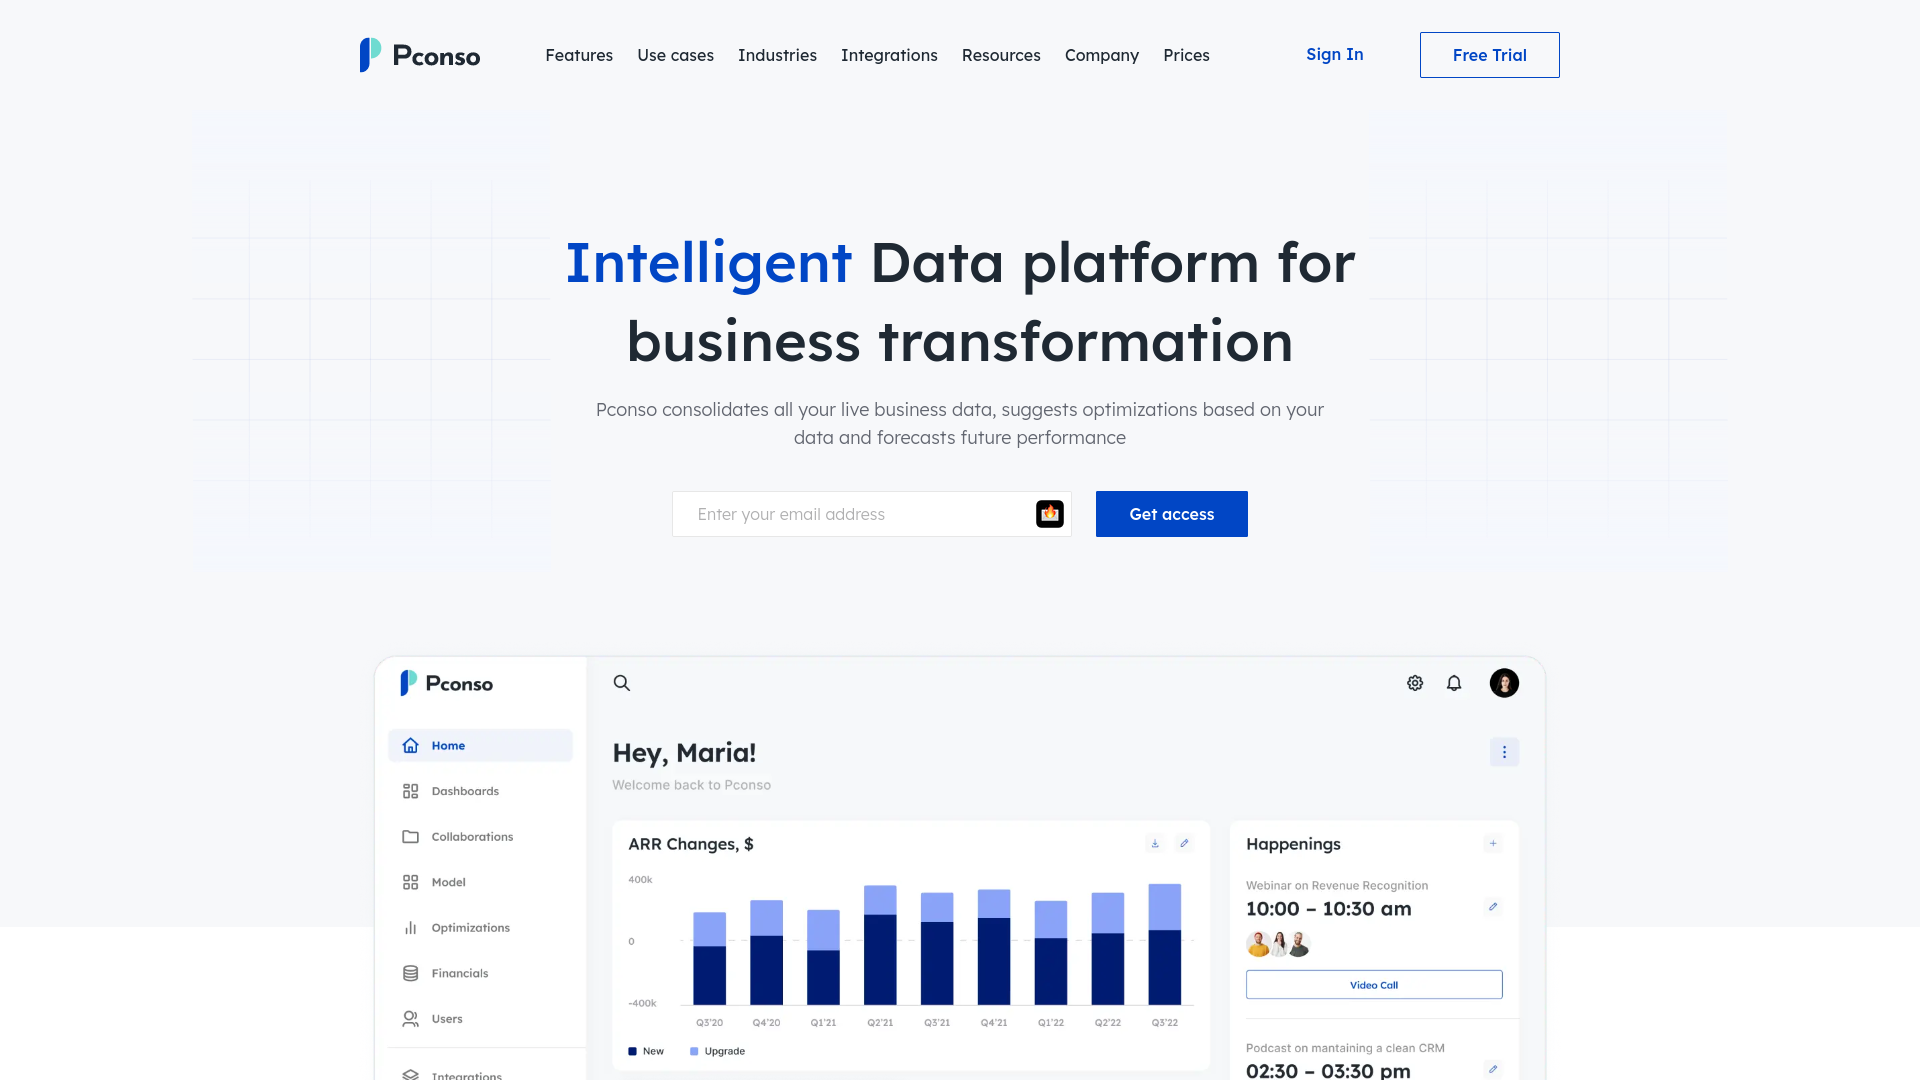 Pconso
Features Use cases Industries Integrations Resources Company Prices
Sign In
Free Trial
Intelligent Data platform for
business transformation
Pconso consolidates all your live business data, suggests optimizations based on your
data and forecasts future performance
Enter your email address
Get access
Pconso
Home
Dashboards
Collaborations
Model
Optimizations
Financials
Users
Integrations
Hey, Maria!
Welcome back to Pconso
ARR Changes, $
400k
0
-400k
Q3'20 Q4'20 Q1'21 Q2'21 Q3'21 Q4'21 Q1'22 Q2'22 Q3'22
New Upgrade
Happenings
Webinar on Revenue Recognition
10:00 – 10:30 am
Video Call
Podcast on mantaining a clean CRM
02:30 – 03:30 pm